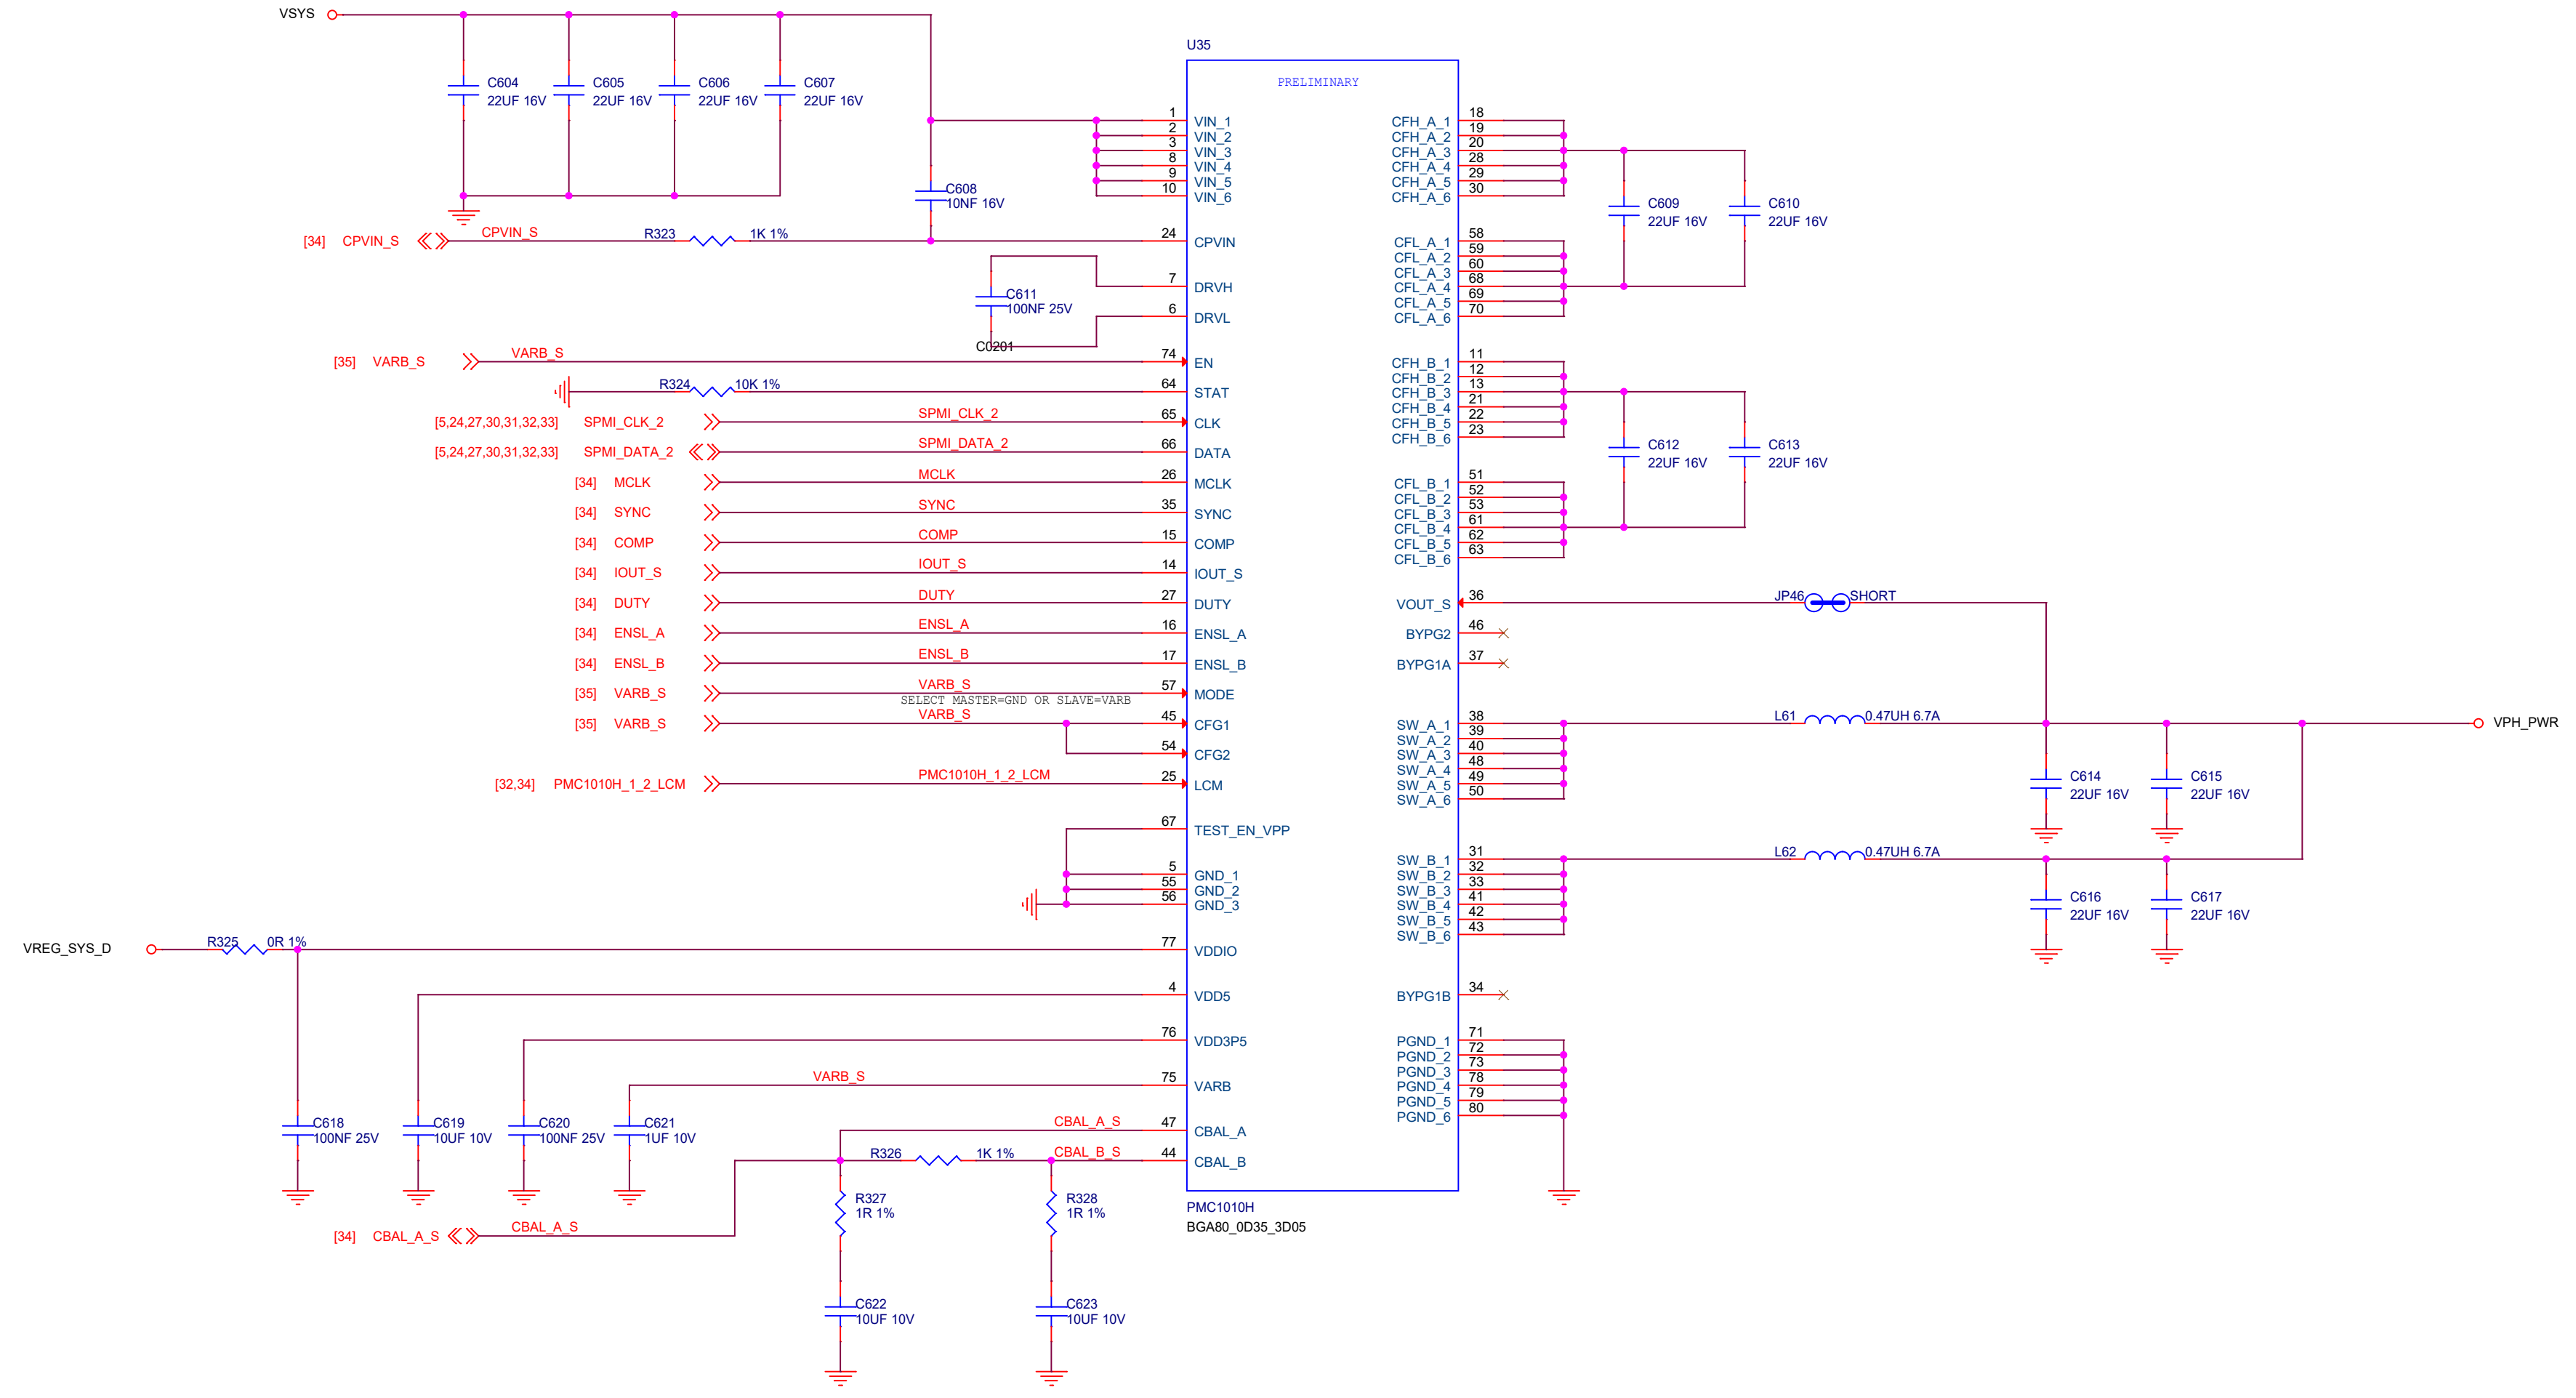 VSYS
C604
22UF 16V
C605
22UF 16V
C606
22UF 16V
C607
22UF 16V
C608
10NF 16V
[34] CPVIN_S
CPVIN_S
R323
1K 1%
C611
100NF 25V
C0201
[35] VARB_S
VARB_S
R324
10K 1%
[5,24,27,30,31,32,33] SPMI_CLK_2
SPMI_CLK_2
[5,24,27,30,31,32,33] SPMI_DATA_2
SPMI_DATA_2
[34] MCLK
MCLK
[34] SYNC
SYNC
[34] COMP
COMP
[34] IOUT_S
IOUT_S
[34] DUTY
DUTY
[34] ENSL_A
ENSL_A
[34] ENSL_B
ENSL_B
[35] VARB_S
VARB_S
SELECT MASTER=GND OR SLAVE=VARB
[35] VARB_S
VARB_S
[32,34] PMC1010H_1_2_LCM
PMC1010H_1_2_LCM
VREG_SYS_D
R325
0R 1%
VARB_S
C618
100NF 25V
C619
10UF 10V
C620
100NF 25V
C621
1UF 10V
CBAL_A_S
R326
1K 1%
CBAL_B_S
R327
1R 1%
R328
1R 1%
[34] CBAL_A_S
CBAL_A_S
C622
10UF 10V
C623
10UF 10V
U35
PRELIMINARY
1 VIN_1
2 VIN_2
3 VIN_3
8 VIN_4
9 VIN_5
10 VIN_6
24 CPVIN
7 DRVH
6 DRVL
74 EN
64 STAT
65 CLK
66 DATA
26 MCLK
35 SYNC
15 COMP
14 IOUT_S
27 DUTY
16 ENSL_A
17 ENSL_B
57 MODE
45 CFG1
54 CFG2
25 LCM
67 TEST_EN_VPP
5 GND_1
55 GND_2
56 GND_3
77 VDDIO
4 VDD5
76 VDD3P5
75 VARB
47 CBAL_A
44 CBAL_B
PMC1010H
BGA80_0D35_3D05
CFH_A_1 18
CFH_A_2 19
CFH_A_3 20
CFH_A_4 28
CFH_A_5 29
CFH_A_6 30
CFL_A_1 58
CFL_A_2 59
CFL_A_3 60
CFL_A_4 68
CFL_A_5 69
CFL_A_6 70
CFH_B_1 11
CFH_B_2 12
CFH_B_3 13
CFH_B_4 21
CFH_B_5 22
CFH_B_6 23
CFL_B_1 51
CFL_B_2 52
CFL_B_3 53
CFL_B_4 61
CFL_B_5 62
CFL_B_6 63
VOUT_S 36
BYPG2 46
BYPG1A 37
SW_A_1 38
SW_A_2 39
SW_A_3 40
SW_A_4 48
SW_A_5 49
SW_A_6 50
SW_B_1 31
SW_B_2 32
SW_B_3 33
SW_B_4 41
SW_B_5 42
SW_B_6 43
BYPG1B 34
PGND_1 71
PGND_2 72
PGND_3 73
PGND_4 78
PGND_5 79
PGND_6 80
C609
22UF 16V
C610
22UF 16V
C612
22UF 16V
C613
22UF 16V
JP46
SHORT
L61
0.47UH 6.7A
VPH_PWR
C614
22UF 16V
C615
22UF 16V
L62
0.47UH 6.7A
C616
22UF 16V
C617
22UF 16V